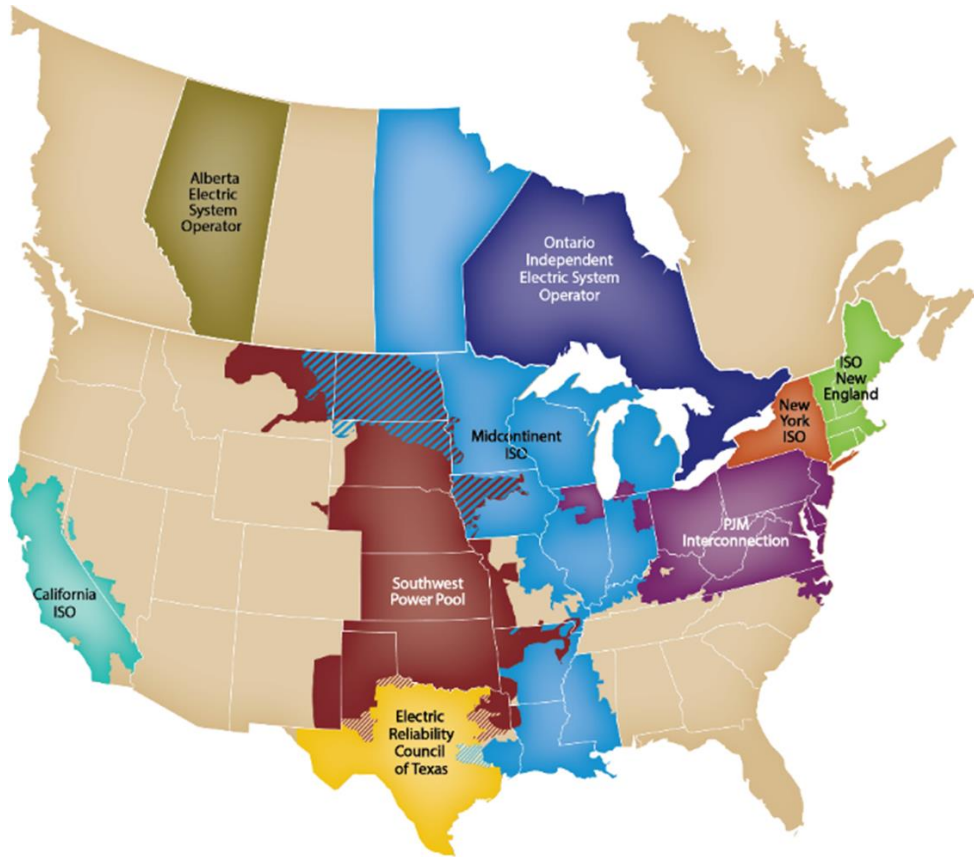 Alberta
Electric
System
Operator
Ontario
Independent
Electric System
Operator
ISO
New
England
New
York
ISO
Midcontinent
ISO
PJM
Interconnection
California
ISO
Southwest
Power Pool
Electric
Reliability
Council
of Texas